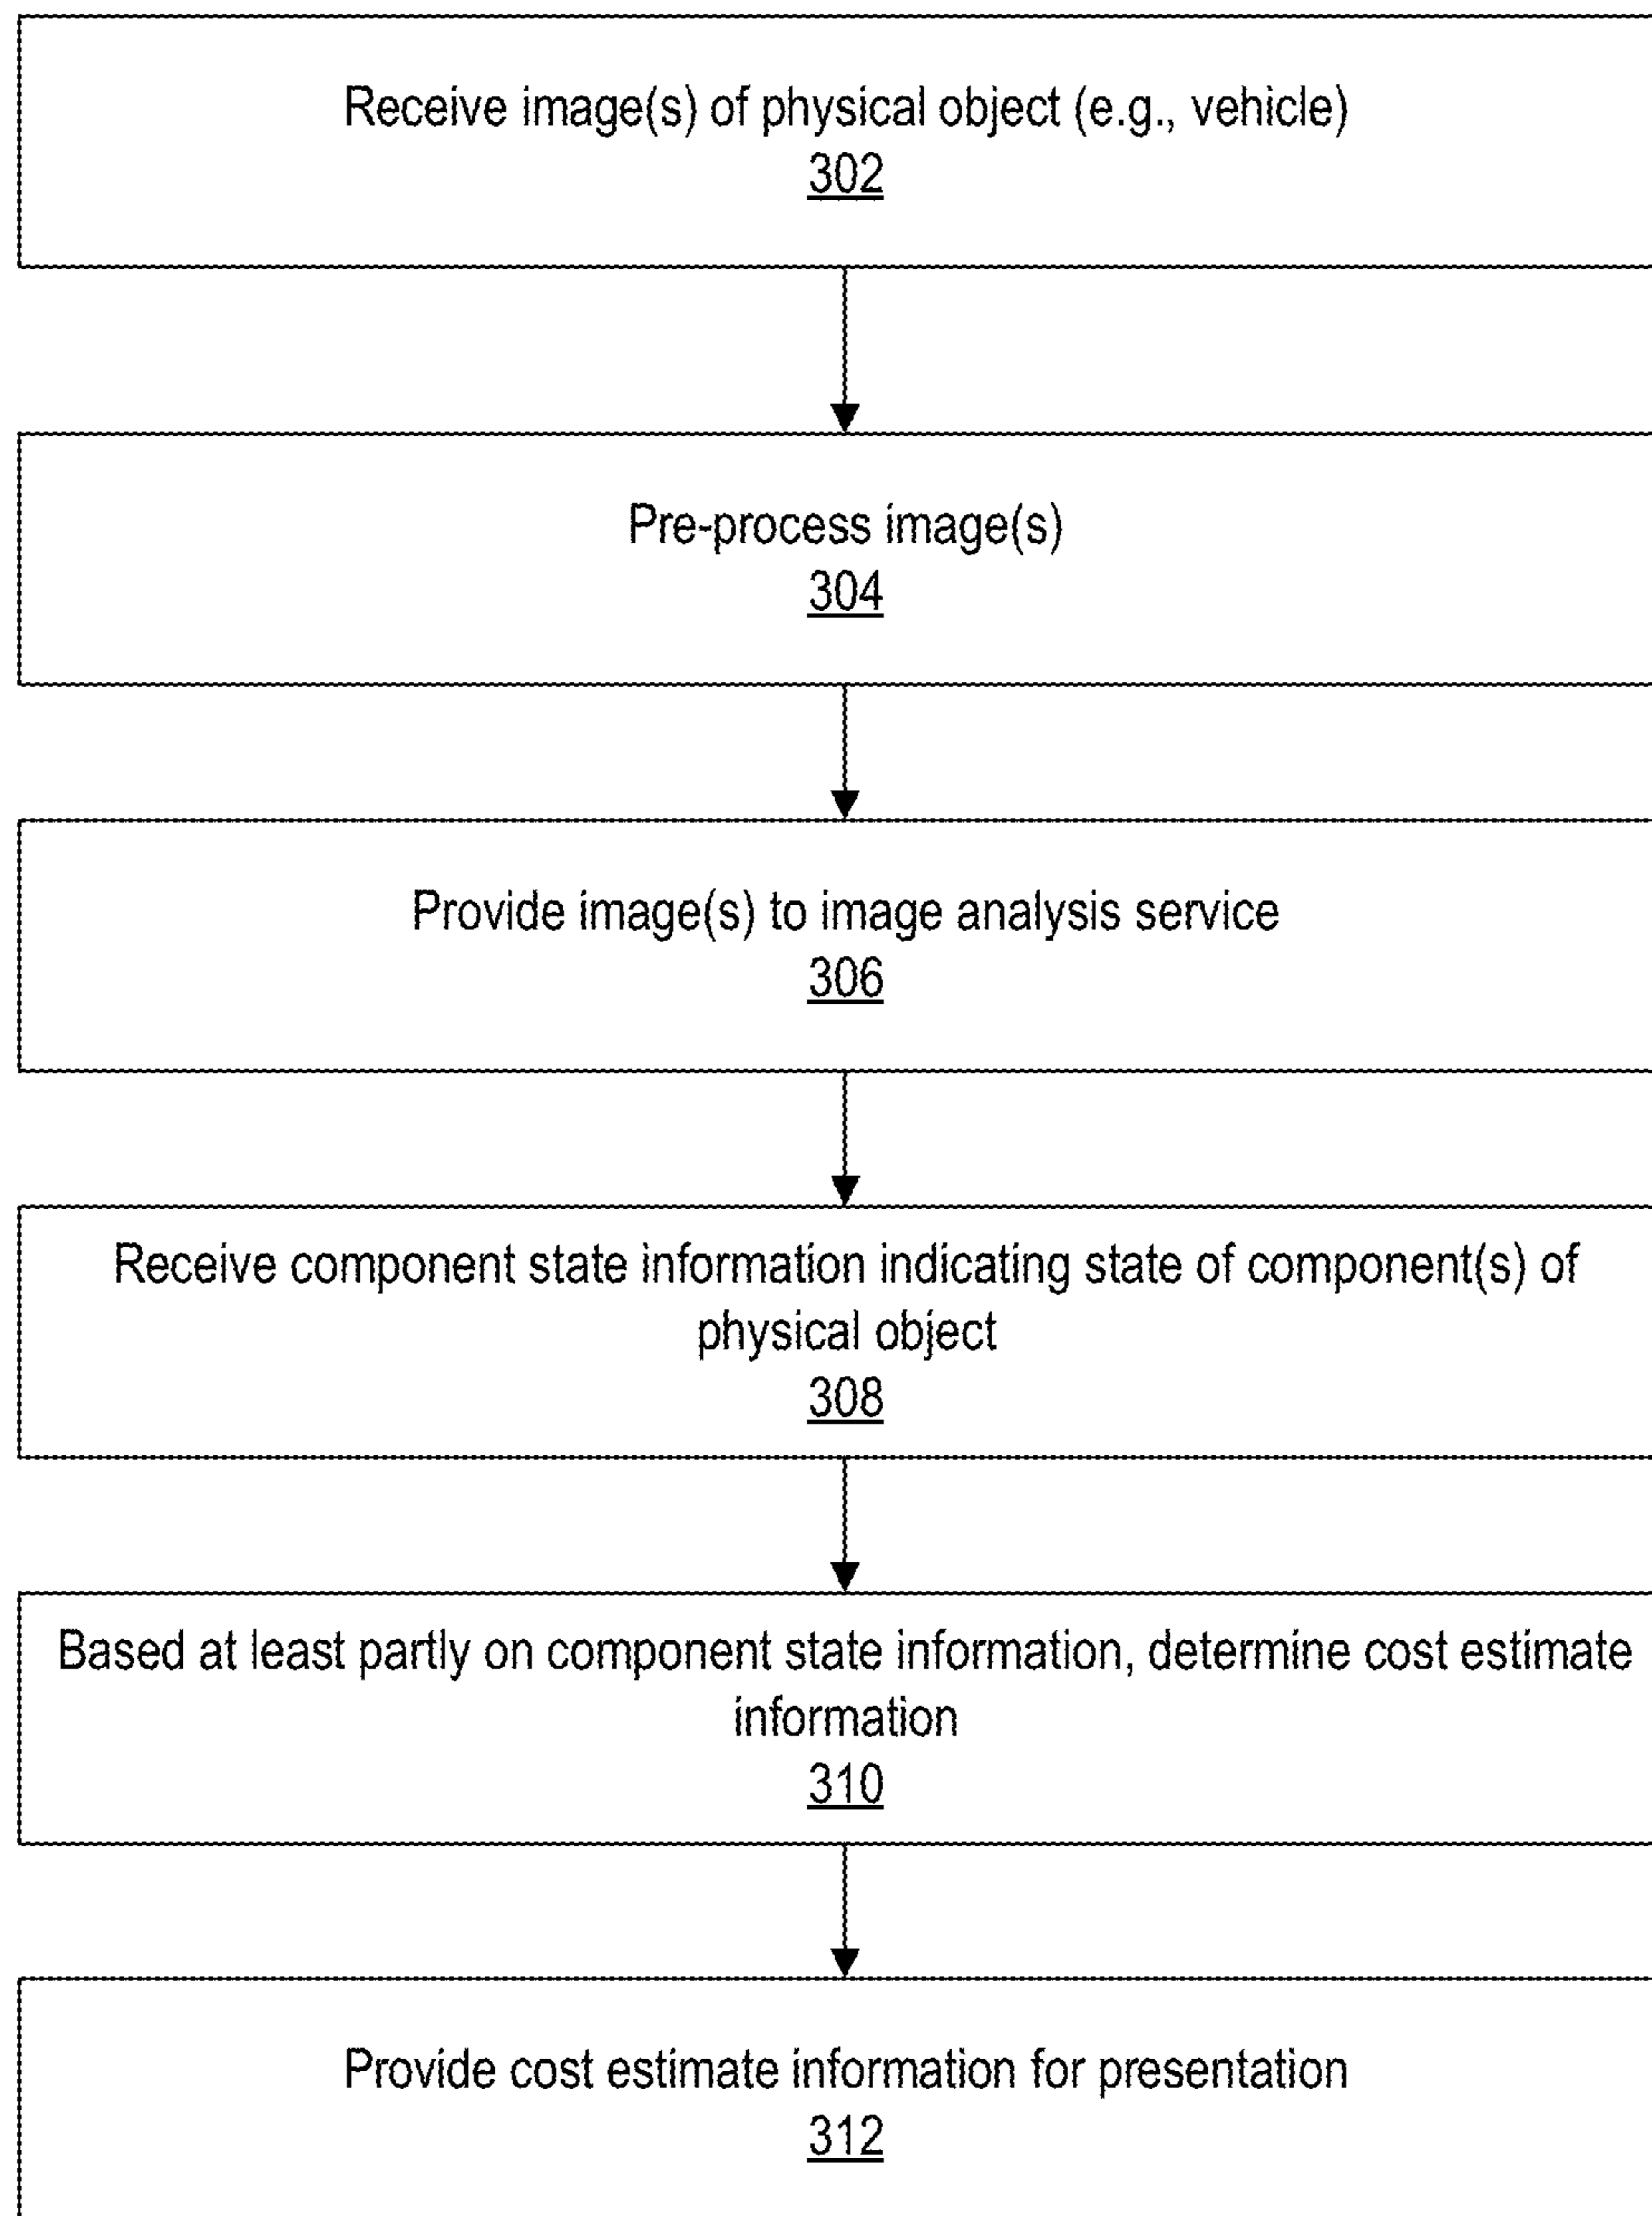 Receive image(s) of physical object (e.g., vehicle)
302
Pre-process image(s)
304
Provide image(s) to image analysis service
306
Receive component state information indicating state of component(s) of
physical object
308
Based at least partly on component state information, determine cost estimate
information
310
Provide cost estimate information for presentation
312